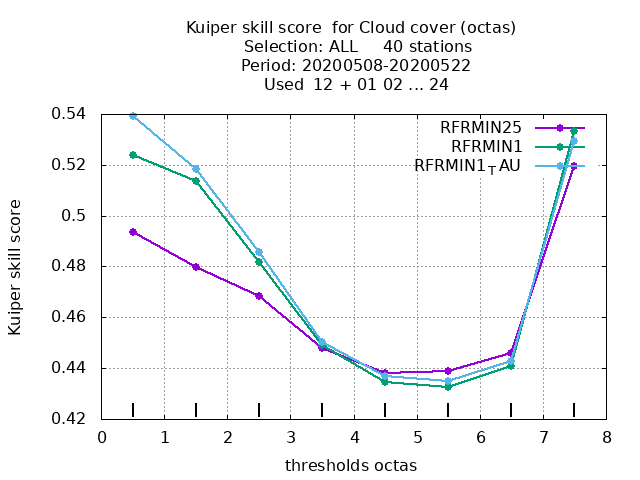 Kuiper skill score  for Cloud cover (octas)
Selection: ALL     40 stations
Period: 20200508-20200522
Used  12 + 01 02 ... 24
RFRMIN25
RFRMIN1
RFRMIN1TAU
0.54
0.52
0.5
0.48
0.46
0.44
0.42
Kuiper skill score
0 1 2 3 4 5 6 7 8
thresholds octas